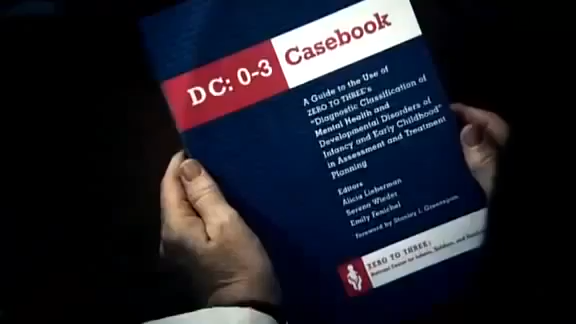 DC: 0-3 Casebook
A Guide to the Use of
ZERO TO THREE's
"Diagnostic Classification of
Mental Health and
Developmental Disorders of
Infancy and Early Childhood"
in Assessment and Treatment
Planning
Editors
Alicia Lieberman
Serena Wieder
Emily Fenichel
Foreword by Stanley I. Greenspan
ZERO TO THREE:
National Center for Infants, Toddlers, and